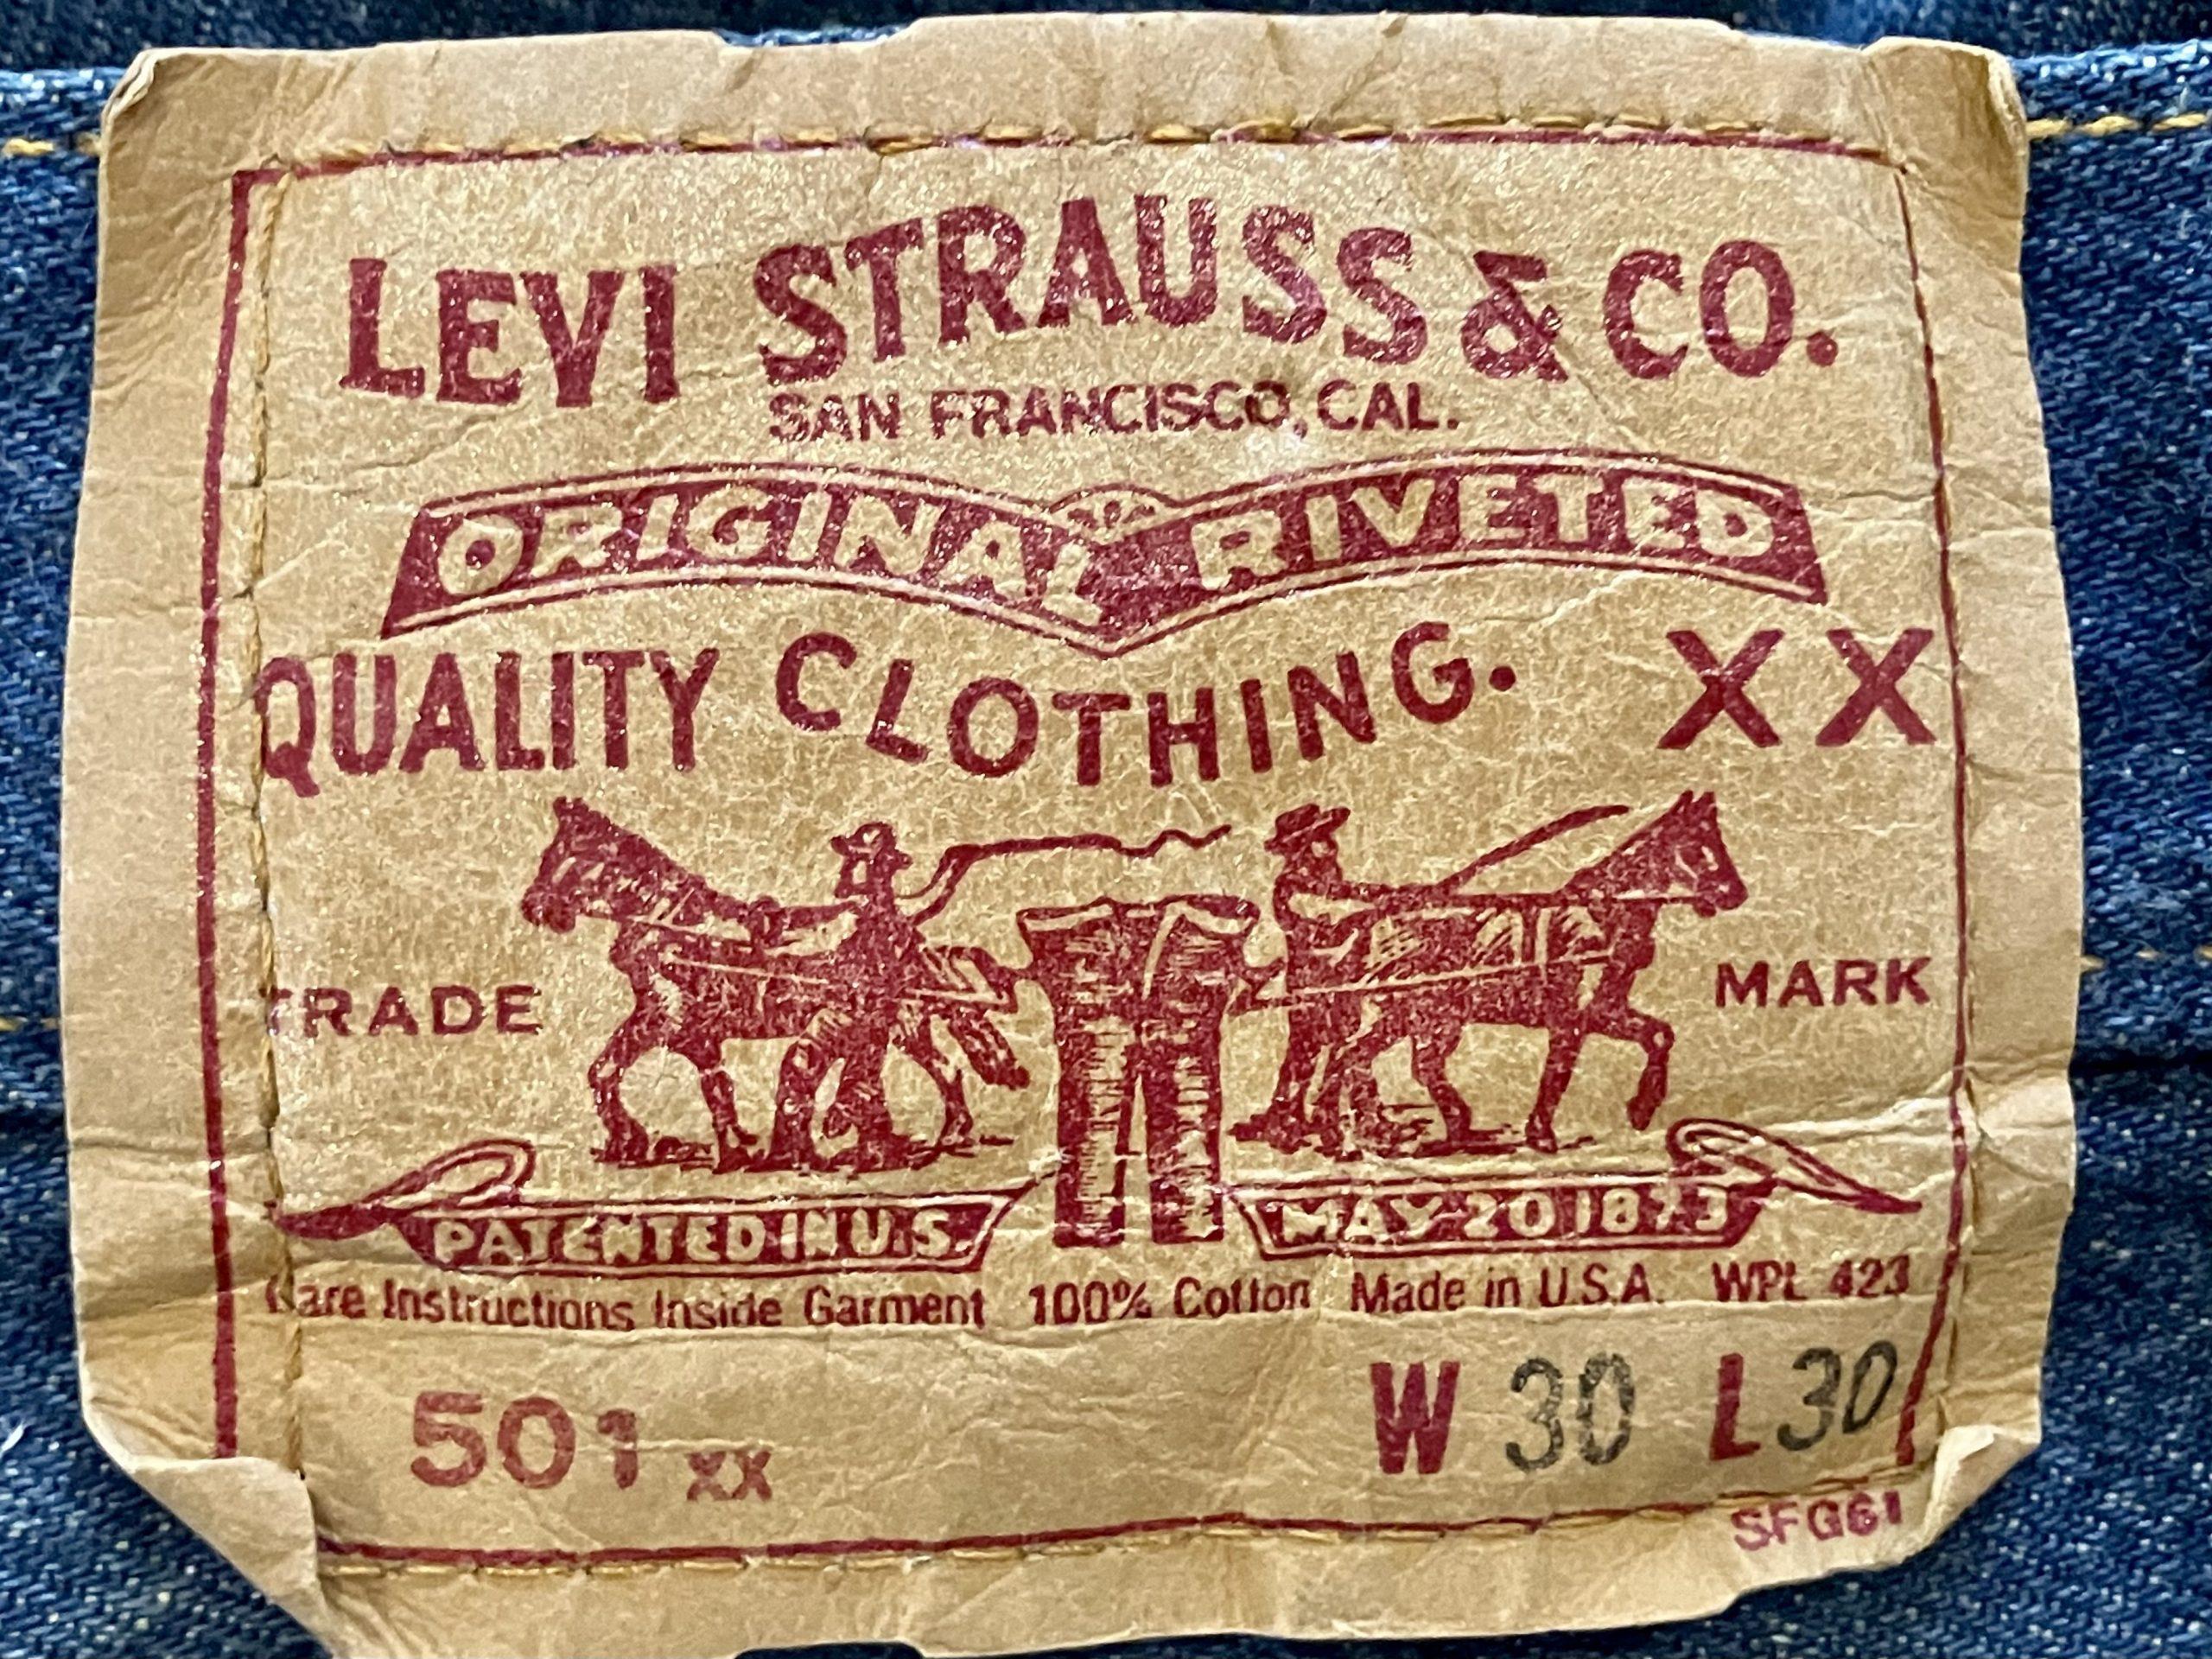 LEVI STRAUSS & CO.
SAN FRANCISCO, CAL.
ORIGINAL RIVETED
QUALITY CLOTHING. XX
TRADE MARK
PATENTED IN U.S. MAY 20 1873
Care Instructions Inside Garment 100% Cotton Made in U.S.A. WPL 423
501 XX W 30 L 30
SFG61